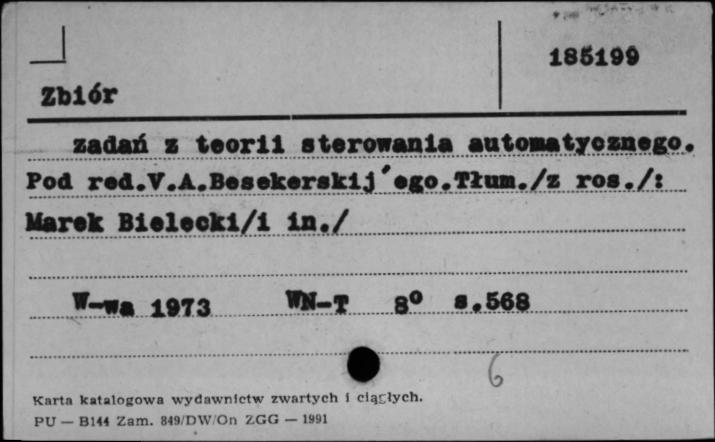 185199
Zbiór
zadań z teorii sterowania automatycznego.
Pod red.V.A.Besekerskij´ego.Tłum./z ros./:
Marek Bielecki/i in./
W-wa 1973 WN-T 8º s.568
6
Karta katalogowa wydawnictw zwartych i ciągłych.
PU — B144 Zam. 849/DW/On ZGG — 1991